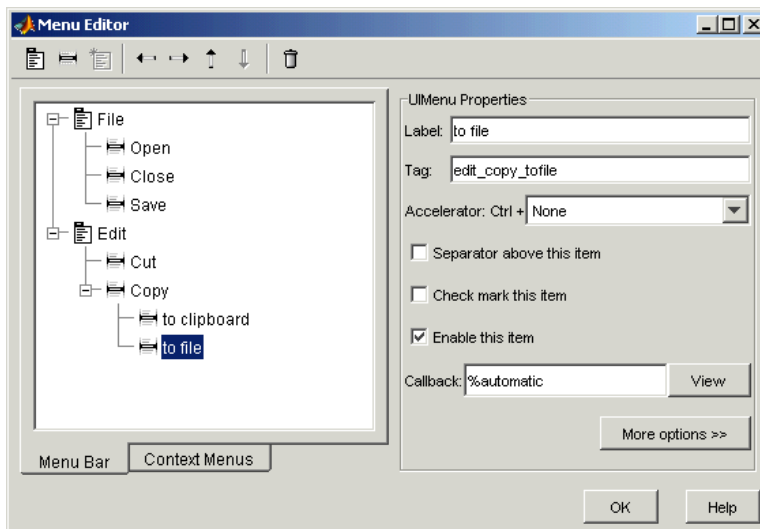 Menu Editor
File
Open
Close
Save
Edit
Cut
Copy
to clipboard
to file
Menu Bar
Context Menus
UIMenu Properties
Label: to file
Tag: edit_copy_tofile
Accelerator: Ctrl + None
Separator above this item
Check mark this item
Enable this item
Callback: %automatic View
More options >>
OK Help